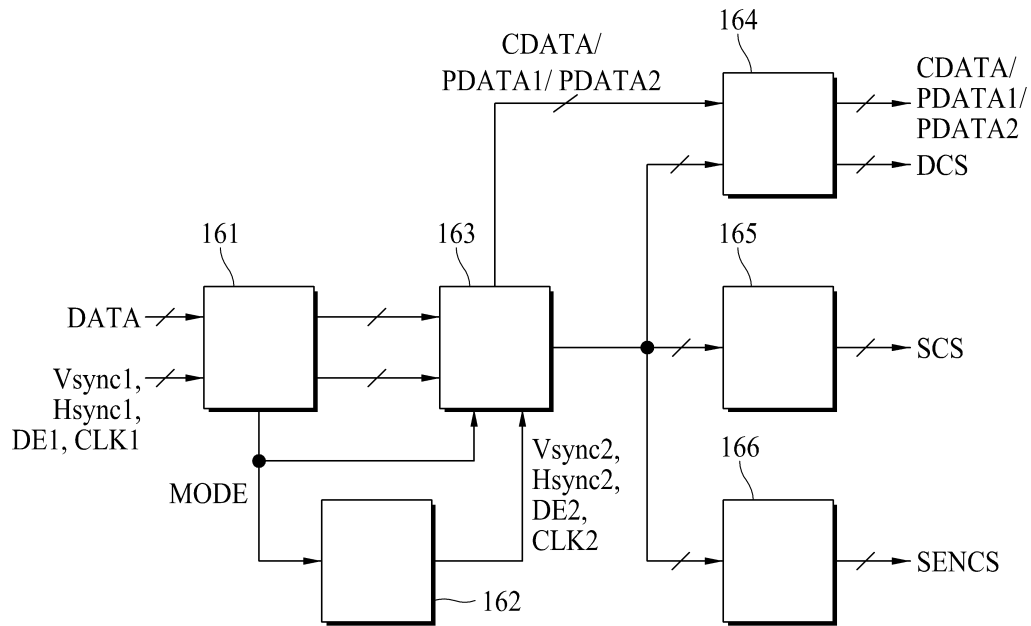 CDATA/
PDATA1/ PDATA2
164
CDATA/
PDATA1/
PDATA2
DCS
161
163
165
DATA
SCS
Vsync1,
Hsync1,
DE1, CLK1
MODE
Vsync2,
Hsync2,
DE2,
CLK2
166
SENCS
162